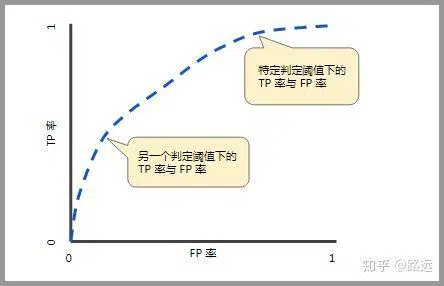 1
特定判定阈值下的
TP 率与 FP 率
TP 率
另一个判定阈值下的
TP 率与 FP 率
0
0
FP 率
1
知乎 @路远